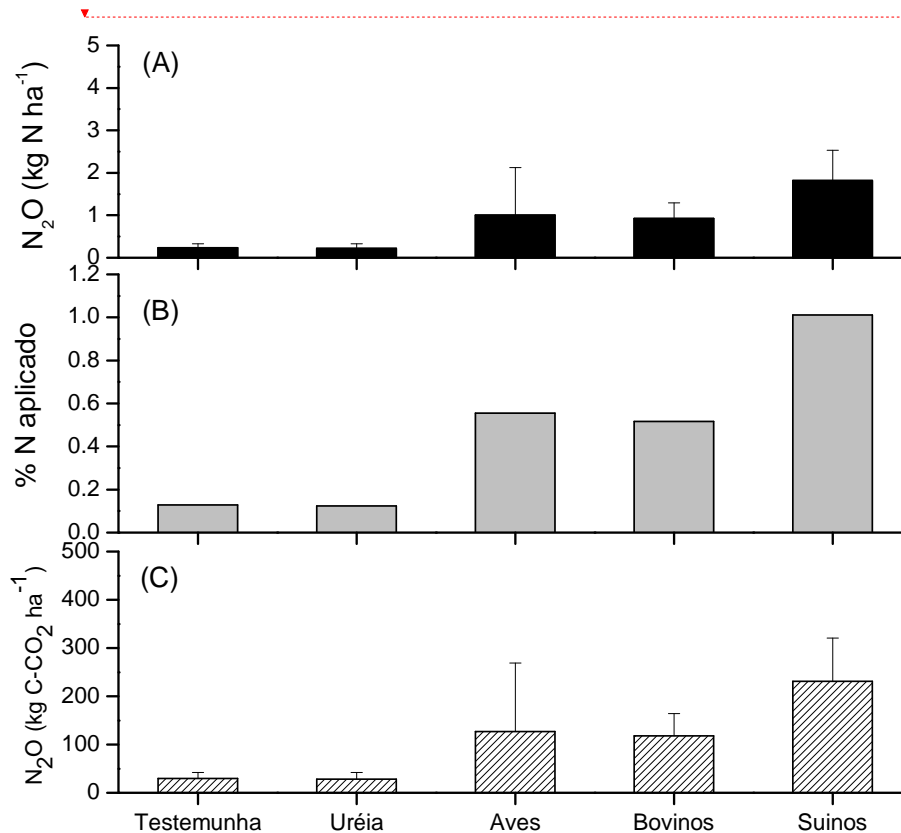 (A)
5
4
3
2
1
0
N₂O (kg N ha⁻¹)
(B)
1.2
1.0
0.8
0.6
0.4
0.2
0.0
% N aplicado
(C)
500
400
300
200
100
0
N₂O (kg C-CO₂ ha⁻¹)
Testemunha Uréia Aves Bovinos Suinos